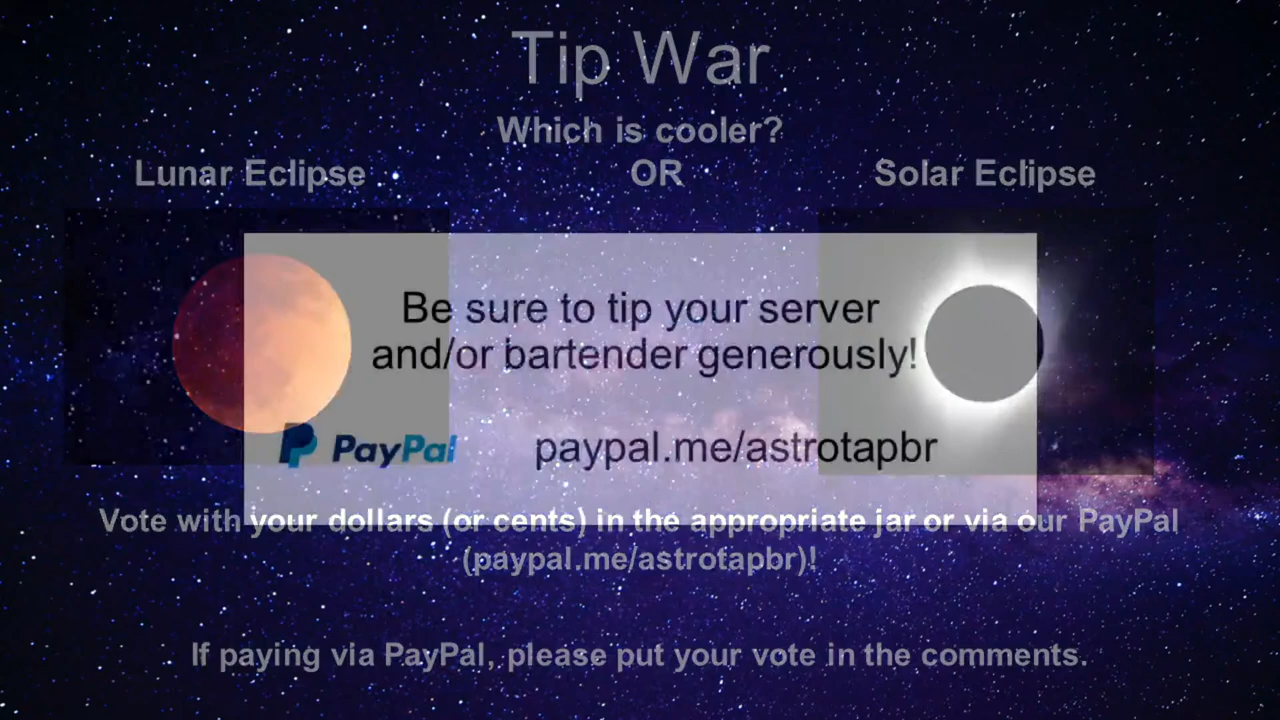 Tip War
Which is cooler?
Lunar Eclipse OR Solar Eclipse
Be sure to tip your server
and/or bartender generously!
PayPal paypal.me/astrotapbr
Vote with your dollars (or cents) in the appropriate jar or via our PayPal
(paypal.me/astrotapbr)!
If paying via PayPal, please put your vote in the comments.